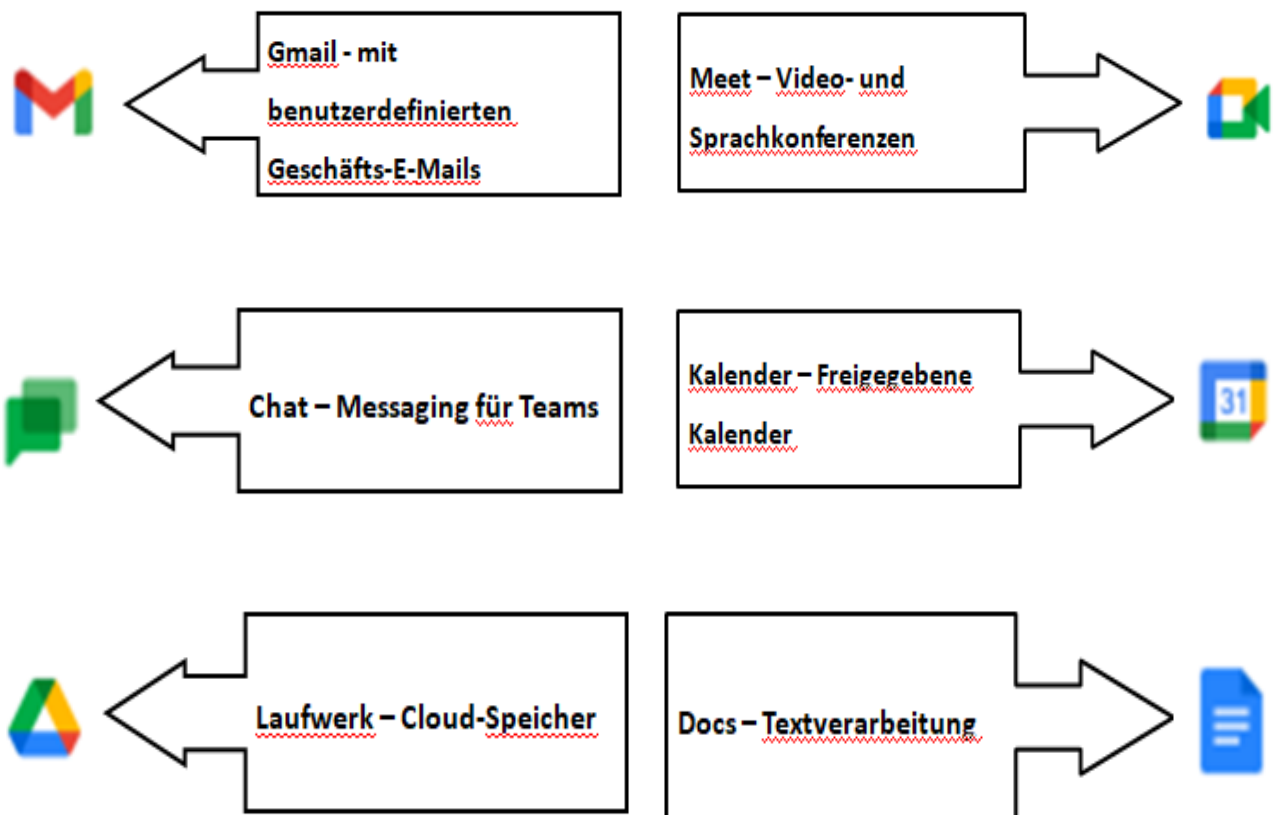 Gmail - mit
benutzerdefinierten
Geschäfts-E-Mails
Meet – Video- und
Sprachkonferenzen
Chat – Messaging für Teams
Kalender – Freigegebene
Kalender
31
Laufwerk – Cloud-Speicher
Docs – Textverarbeitung